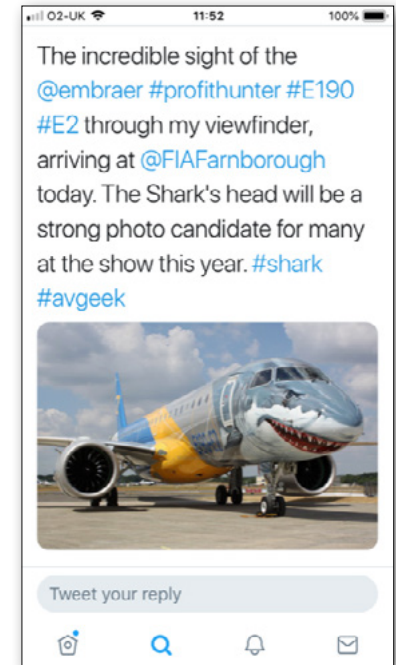 O2-UK 11:52 100%
The incredible sight of the
@embraer #profithunter #E190
#E2 through my viewfinder,
arriving at @FIAFarnborough
today. The Shark's head will be a
strong photo candidate for many
at the show this year. #shark
#avgeek
Tweet your reply